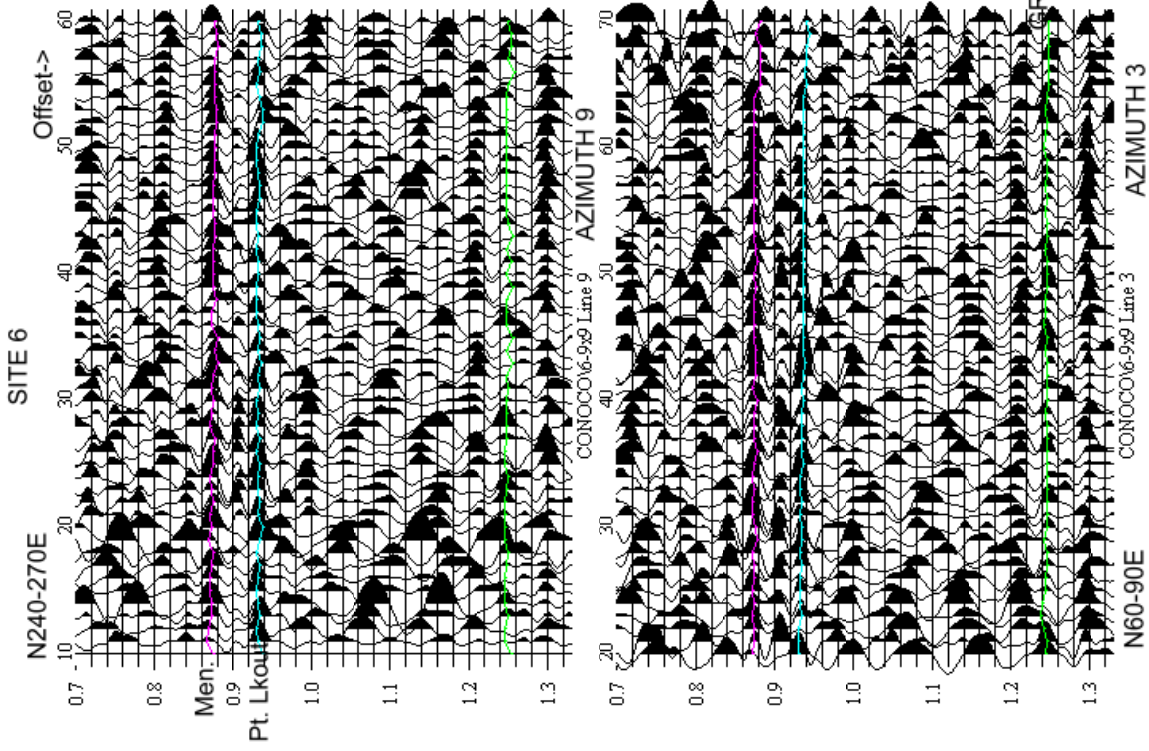 SITE 6
N240-270E
Offset->
10 20 30 40 50 60
0.7
0.8
Men.
0.9
Pt. Lkout
1.0
1.1
1.2
1.3
CONOCO\6-9x9 Line 9
AZIMUTH 9
20 30 40 50 60 70
0.7
0.8
0.9
1.0
1.1
1.2
1.3
CONOCO\6-9x9 Line 3
N60-90E
AZIMUTH 3